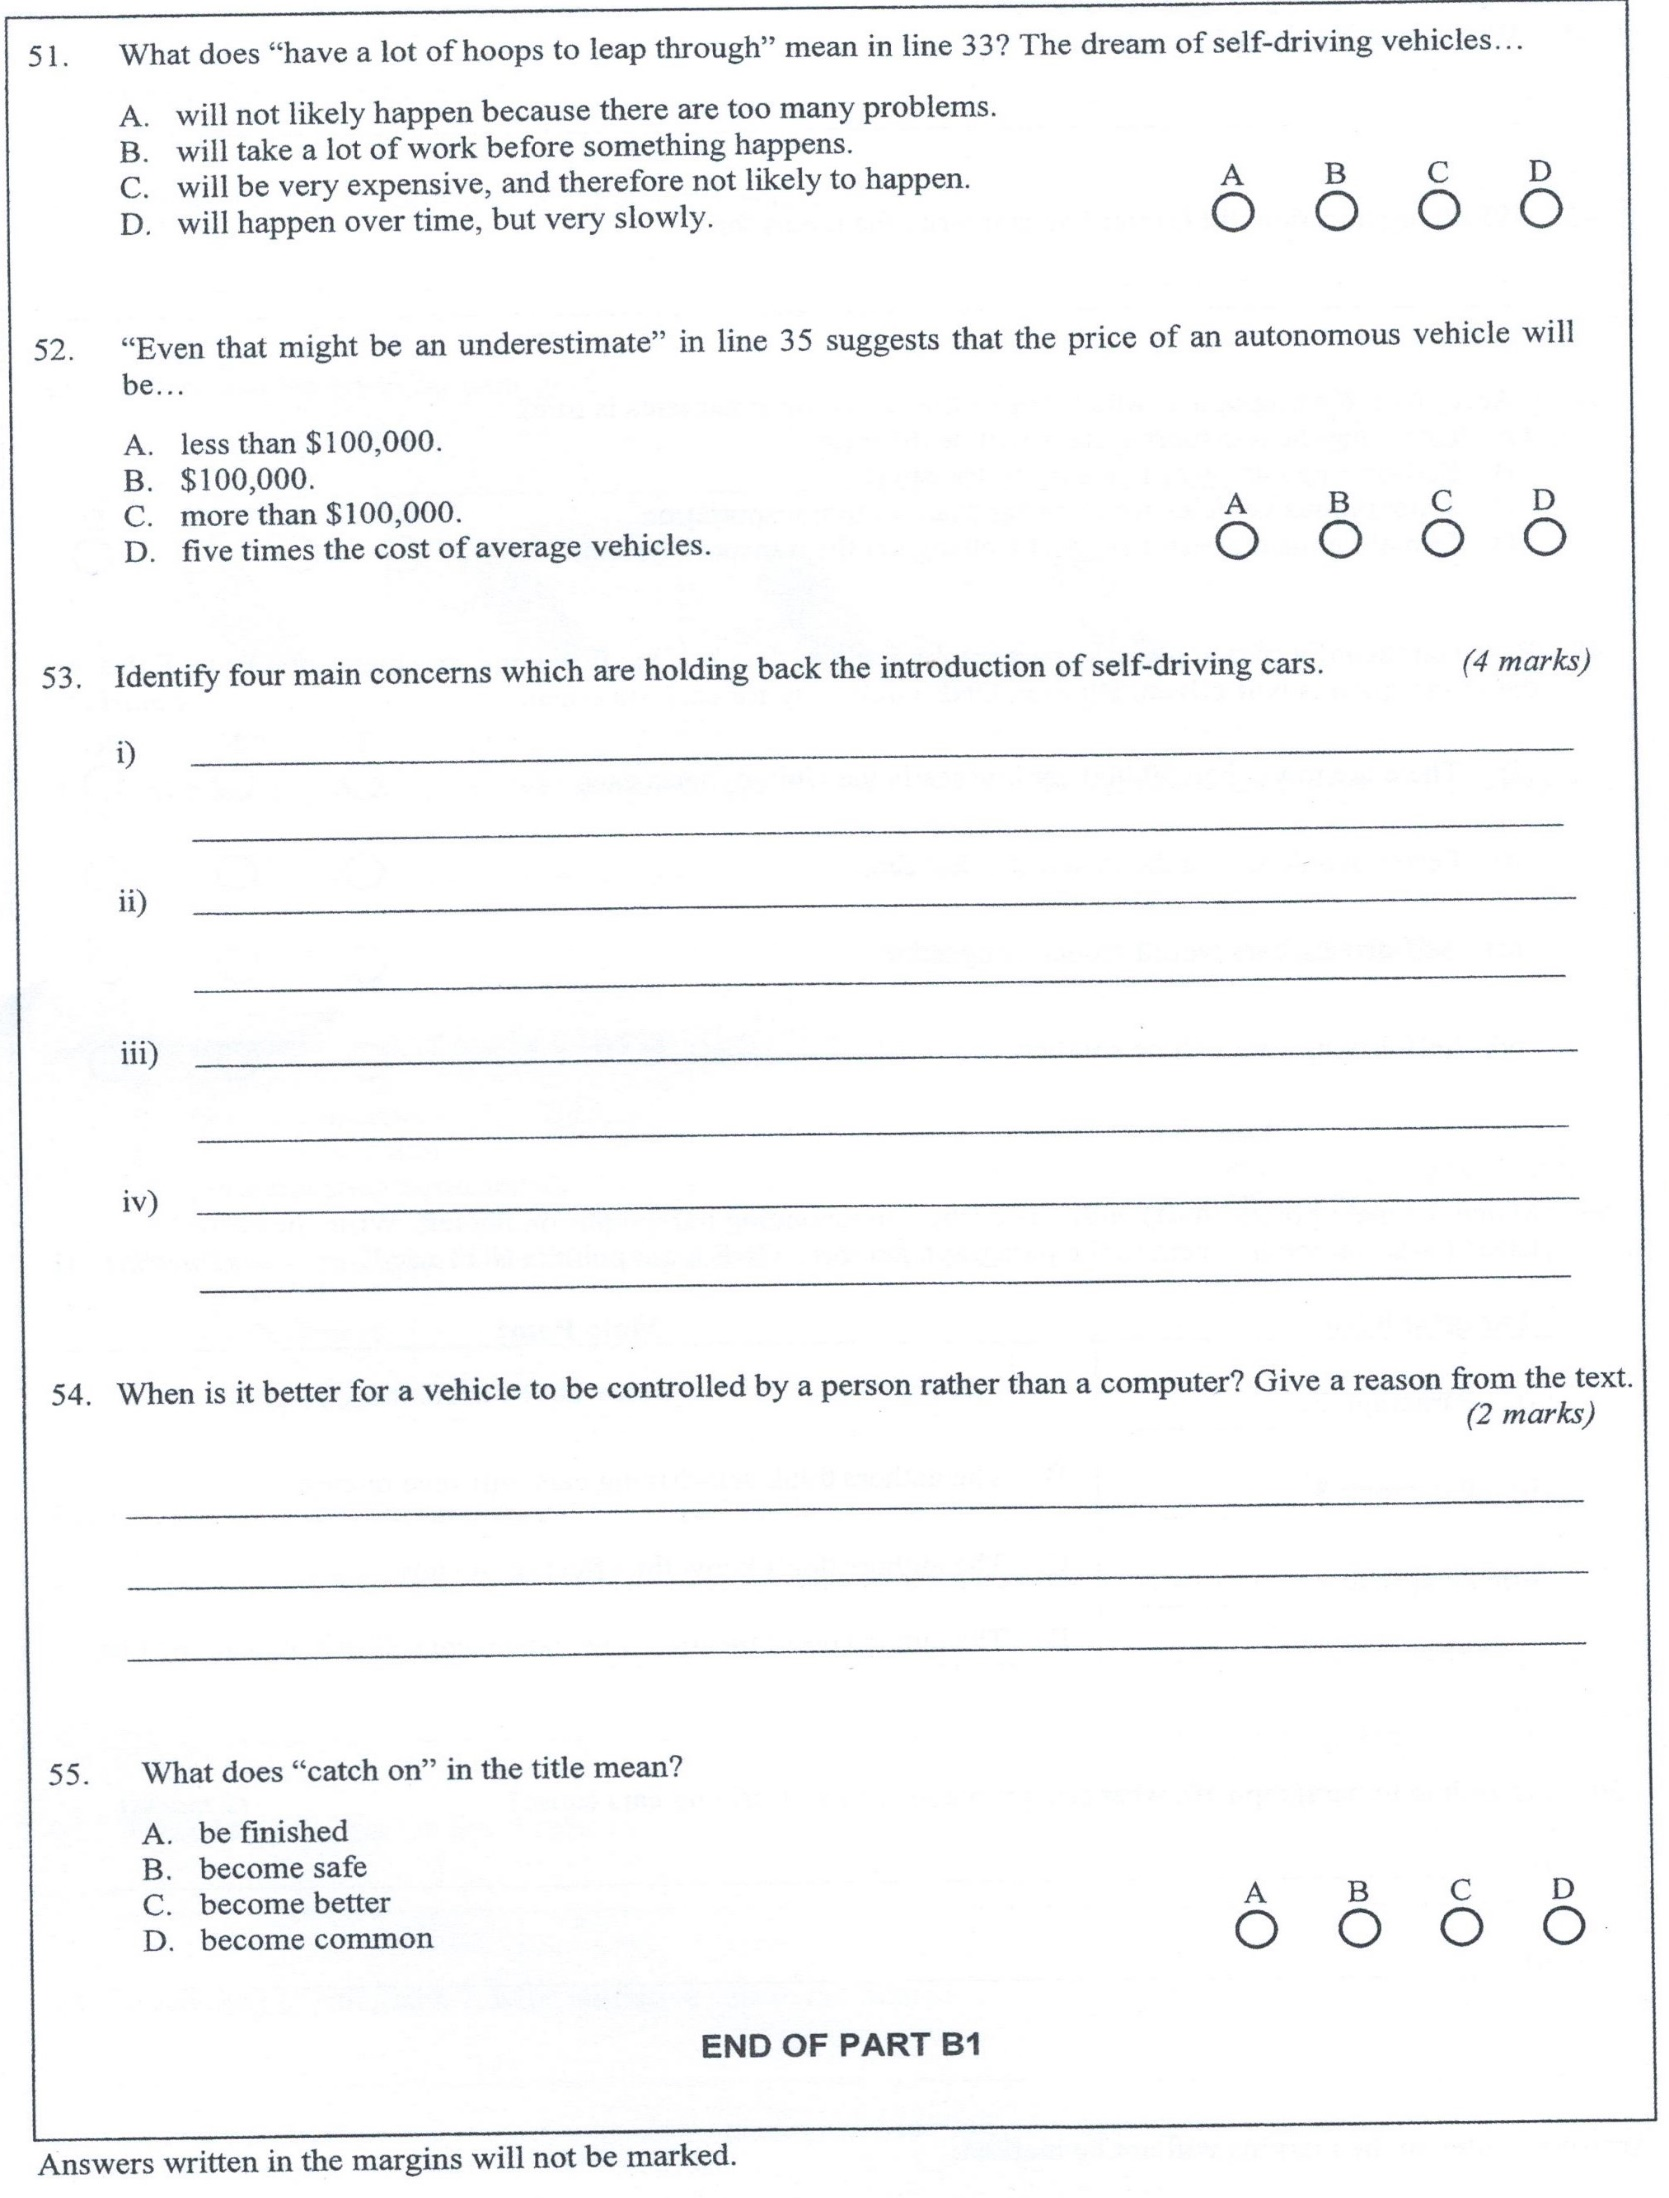 51. What does “have a lot of hoops to leap through” mean in line 33? The dream of self-driving vehicles…
A. will not likely happen because there are too many problems.
B. will take a lot of work before something happens.
C. will be very expensive, and therefore not likely to happen.
D. will happen over time, but very slowly.
A B C D
52. “Even that might be an underestimate” in line 35 suggests that the price of an autonomous vehicle will
be…
A. less than $100,000.
B. $100,000.
C. more than $100,000.
D. five times the cost of average vehicles.
A B C D
53. Identify four main concerns which are holding back the introduction of self-driving cars. (4 marks)
i)
ii)
iii)
iv)
54. When is it better for a vehicle to be controlled by a person rather than a computer? Give a reason from the text.
(2 marks)
55. What does “catch on” in the title mean?
A. be finished
B. become safe
C. become better
D. become common
A B C D
END OF PART B1
Answers written in the margins will not be marked.